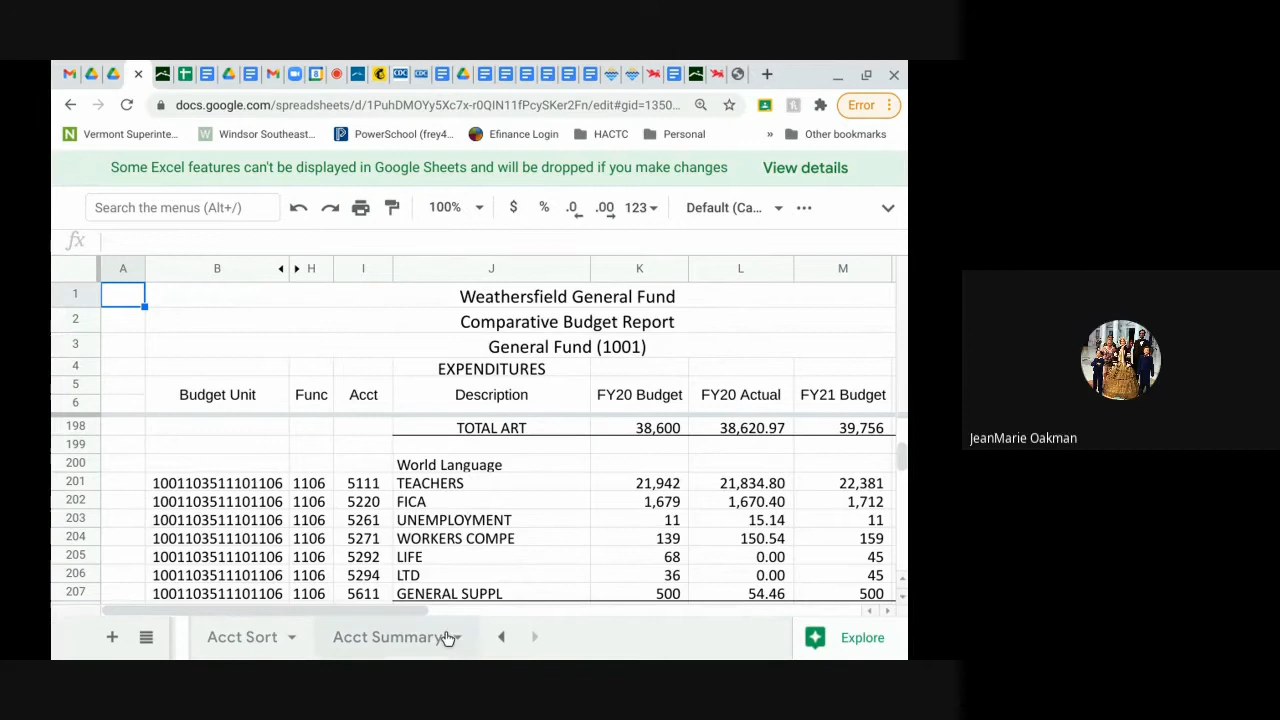 docs.google.com/spreadsheets/d/1PuhDMOYy5Xc7x-r0QIN11fPcySKer2Fn/edit#gid=1350...
Error
Vermont Superinte...
Windsor Southeast...
PowerSchool (frey4...
Efinance Login
HACTC
Personal
»
Other bookmarks
Some Excel features can't be displayed in Google Sheets and will be dropped if you make changes
View details
Search the menus (Alt+/)
100%
$ % .0 .00 123
Default (Ca...
fx
A B H I J K L M
1 Weathersfield General Fund
2 Comparative Budget Report
3 General Fund (1001)
4 EXPENDITURES
5
6 Budget Unit Func Acct Description FY20 Budget FY20 Actual FY21 Budget
198 TOTAL ART 38,600 38,620.97 39,756
199
200 World Language
201 1001103511101106 1106 5111 TEACHERS 21,942 21,834.80 22,381
202 1001103511101106 1106 5220 FICA 1,679 1,670.40 1,712
203 1001103511101106 1106 5261 UNEMPLOYMENT 11 15.14 11
204 1001103511101106 1106 5271 WORKERS COMPE 139 150.54 159
205 1001103511101106 1106 5292 LIFE 68 0.00 45
206 1001103511101106 1106 5294 LTD 36 0.00 45
207 1001103511101106 1106 5611 GENERAL SUPPL 500 54.46 500
Acct Sort
Acct Summary
Explore
JeanMarie Oakman